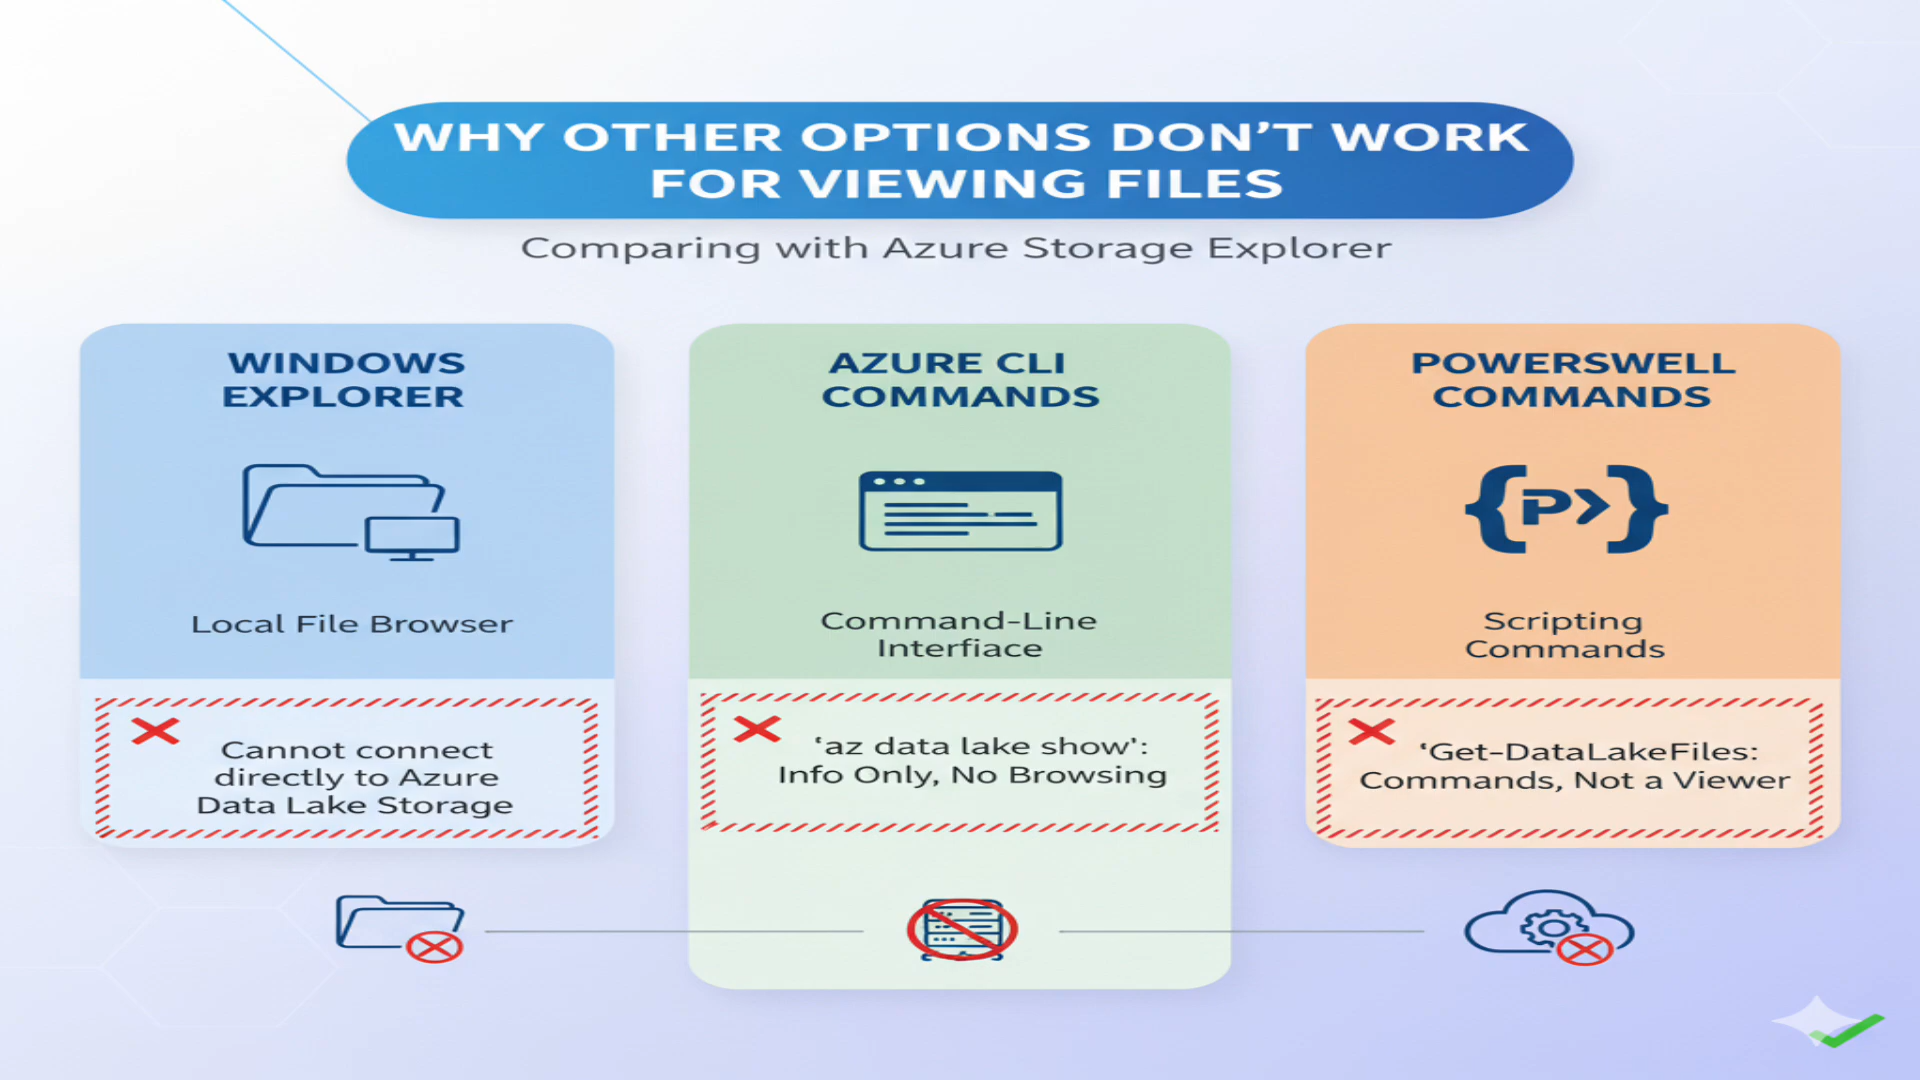 WHY OTHER OPTIONS DON'T WORK
FOR VIEWING FILES
Comparing with Azure Storage Explorer
WINDOWS
EXPLORER
Local File Browser
Cannot connect
directly to Azure
Data Lake Storage
AZURE CLI
COMMANDS
Command-Line
Interfiace
‘az data lake show’:
Info Only, No Browsing
POWERSWELL
COMMANDS
{P>}
Scripting
Commands
‘Get-DataLakeFiles:
Commands, Not a Viewer